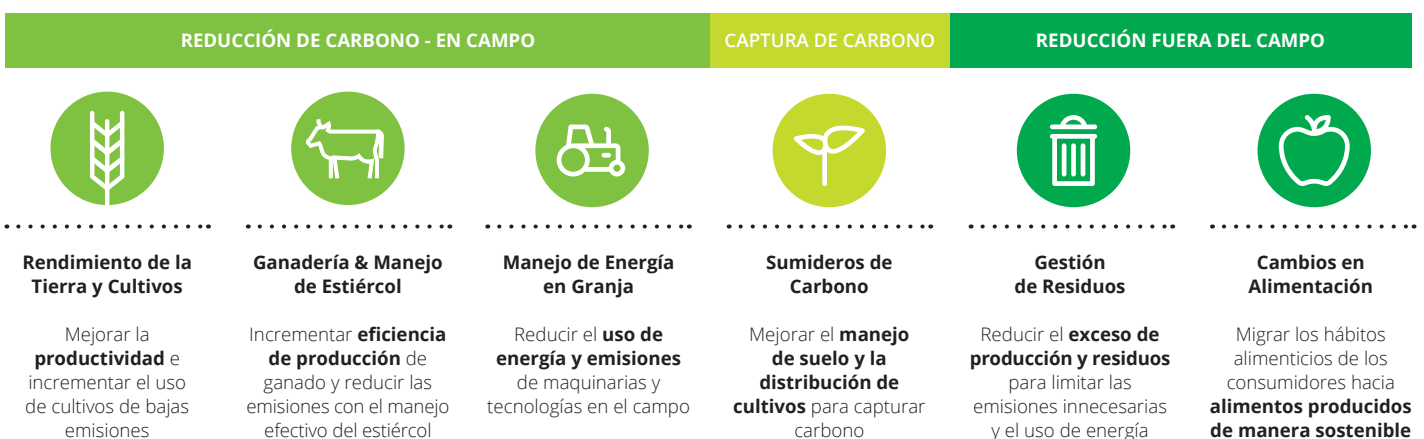 REDUCCIÓN DE CARBONO - EN CAMPO
CAPTURA DE CARBONO
REDUCCIÓN FUERA DEL CAMPO
Rendimiento de la
Tierra y Cultivos
Mejorar la
productividad e
incrementar el uso
de cultivos de bajas
emisiones
Ganadería & Manejo
de Estiércol
Incrementar eficiencia
de producción de
ganado y reducir las
emisiones con el manejo
efectivo del estiércol
Manejo de Energía
en Granja
Reducir el uso de
energía y emisiones
de maquinarias y
tecnologías en el campo
Sumideros de
Carbono
Mejorar el manejo
de suelo y la
distribución de
cultivos para capturar
carbono
Gestión
de Residuos
Reducir el exceso de
producción y residuos
para limitar las
emisiones innecesarias
y el uso de energía
Cambios en
Alimentación
Migrar los hábitos
alimenticios de los
consumidores hacia
alimentos producidos
de manera sostenible